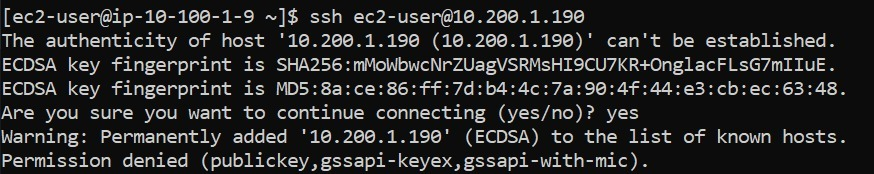 [ec2-user@ip-10-100-1-9 ~]$ ssh ec2-user@10.200.1.190
The authenticity of host '10.200.1.190 (10.200.1.190)' can't be established.
ECDSA key fingerprint is SHA256:mMoWbwcNrZUagVSRMsHI9CU7KR+OnglacFLsG7mIIuE.
ECDSA key fingerprint is MD5:8a:ce:86:ff:7d:b4:4c:7a:90:4f:44:e3:cb:ec:63:48.
Are you sure you want to continue connecting (yes/no)? yes
Warning: Permanently added '10.200.1.190' (ECDSA) to the list of known hosts.
Permission denied (publickey,gssapi-keyex,gssapi-with-mic).